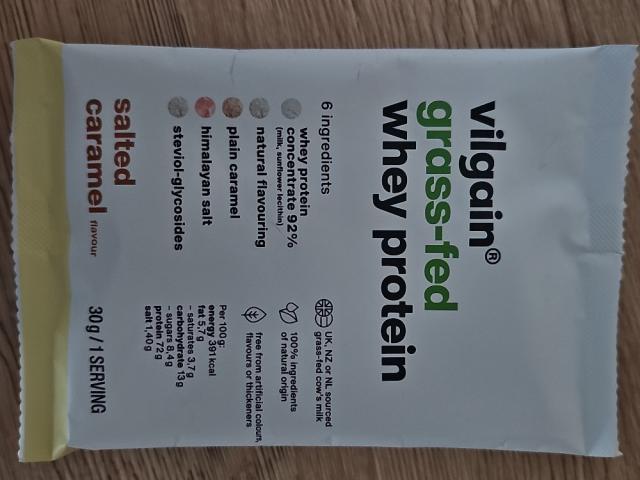 vilgain®
grass-fed
whey protein
6 ingredients
whey protein
concentrate 92%
(milk, sunflower lecithin)
natural flavouring
plain caramel
himalayan salt
steviol-glycosides
UK, NZ or NL sourced
grass-fed cow's milk
100% ingredients
of natural origin
free from artificial colours,
flavours or thickeners
Per 100 g:
energy 391 kcal
fat 5,7 g
- saturates 3,7 g
carbohydrate 13 g
- sugars 8,4 g
protein 72 g
salt 1,40 g
salted
caramel flavour
30 g / 1 SERVING